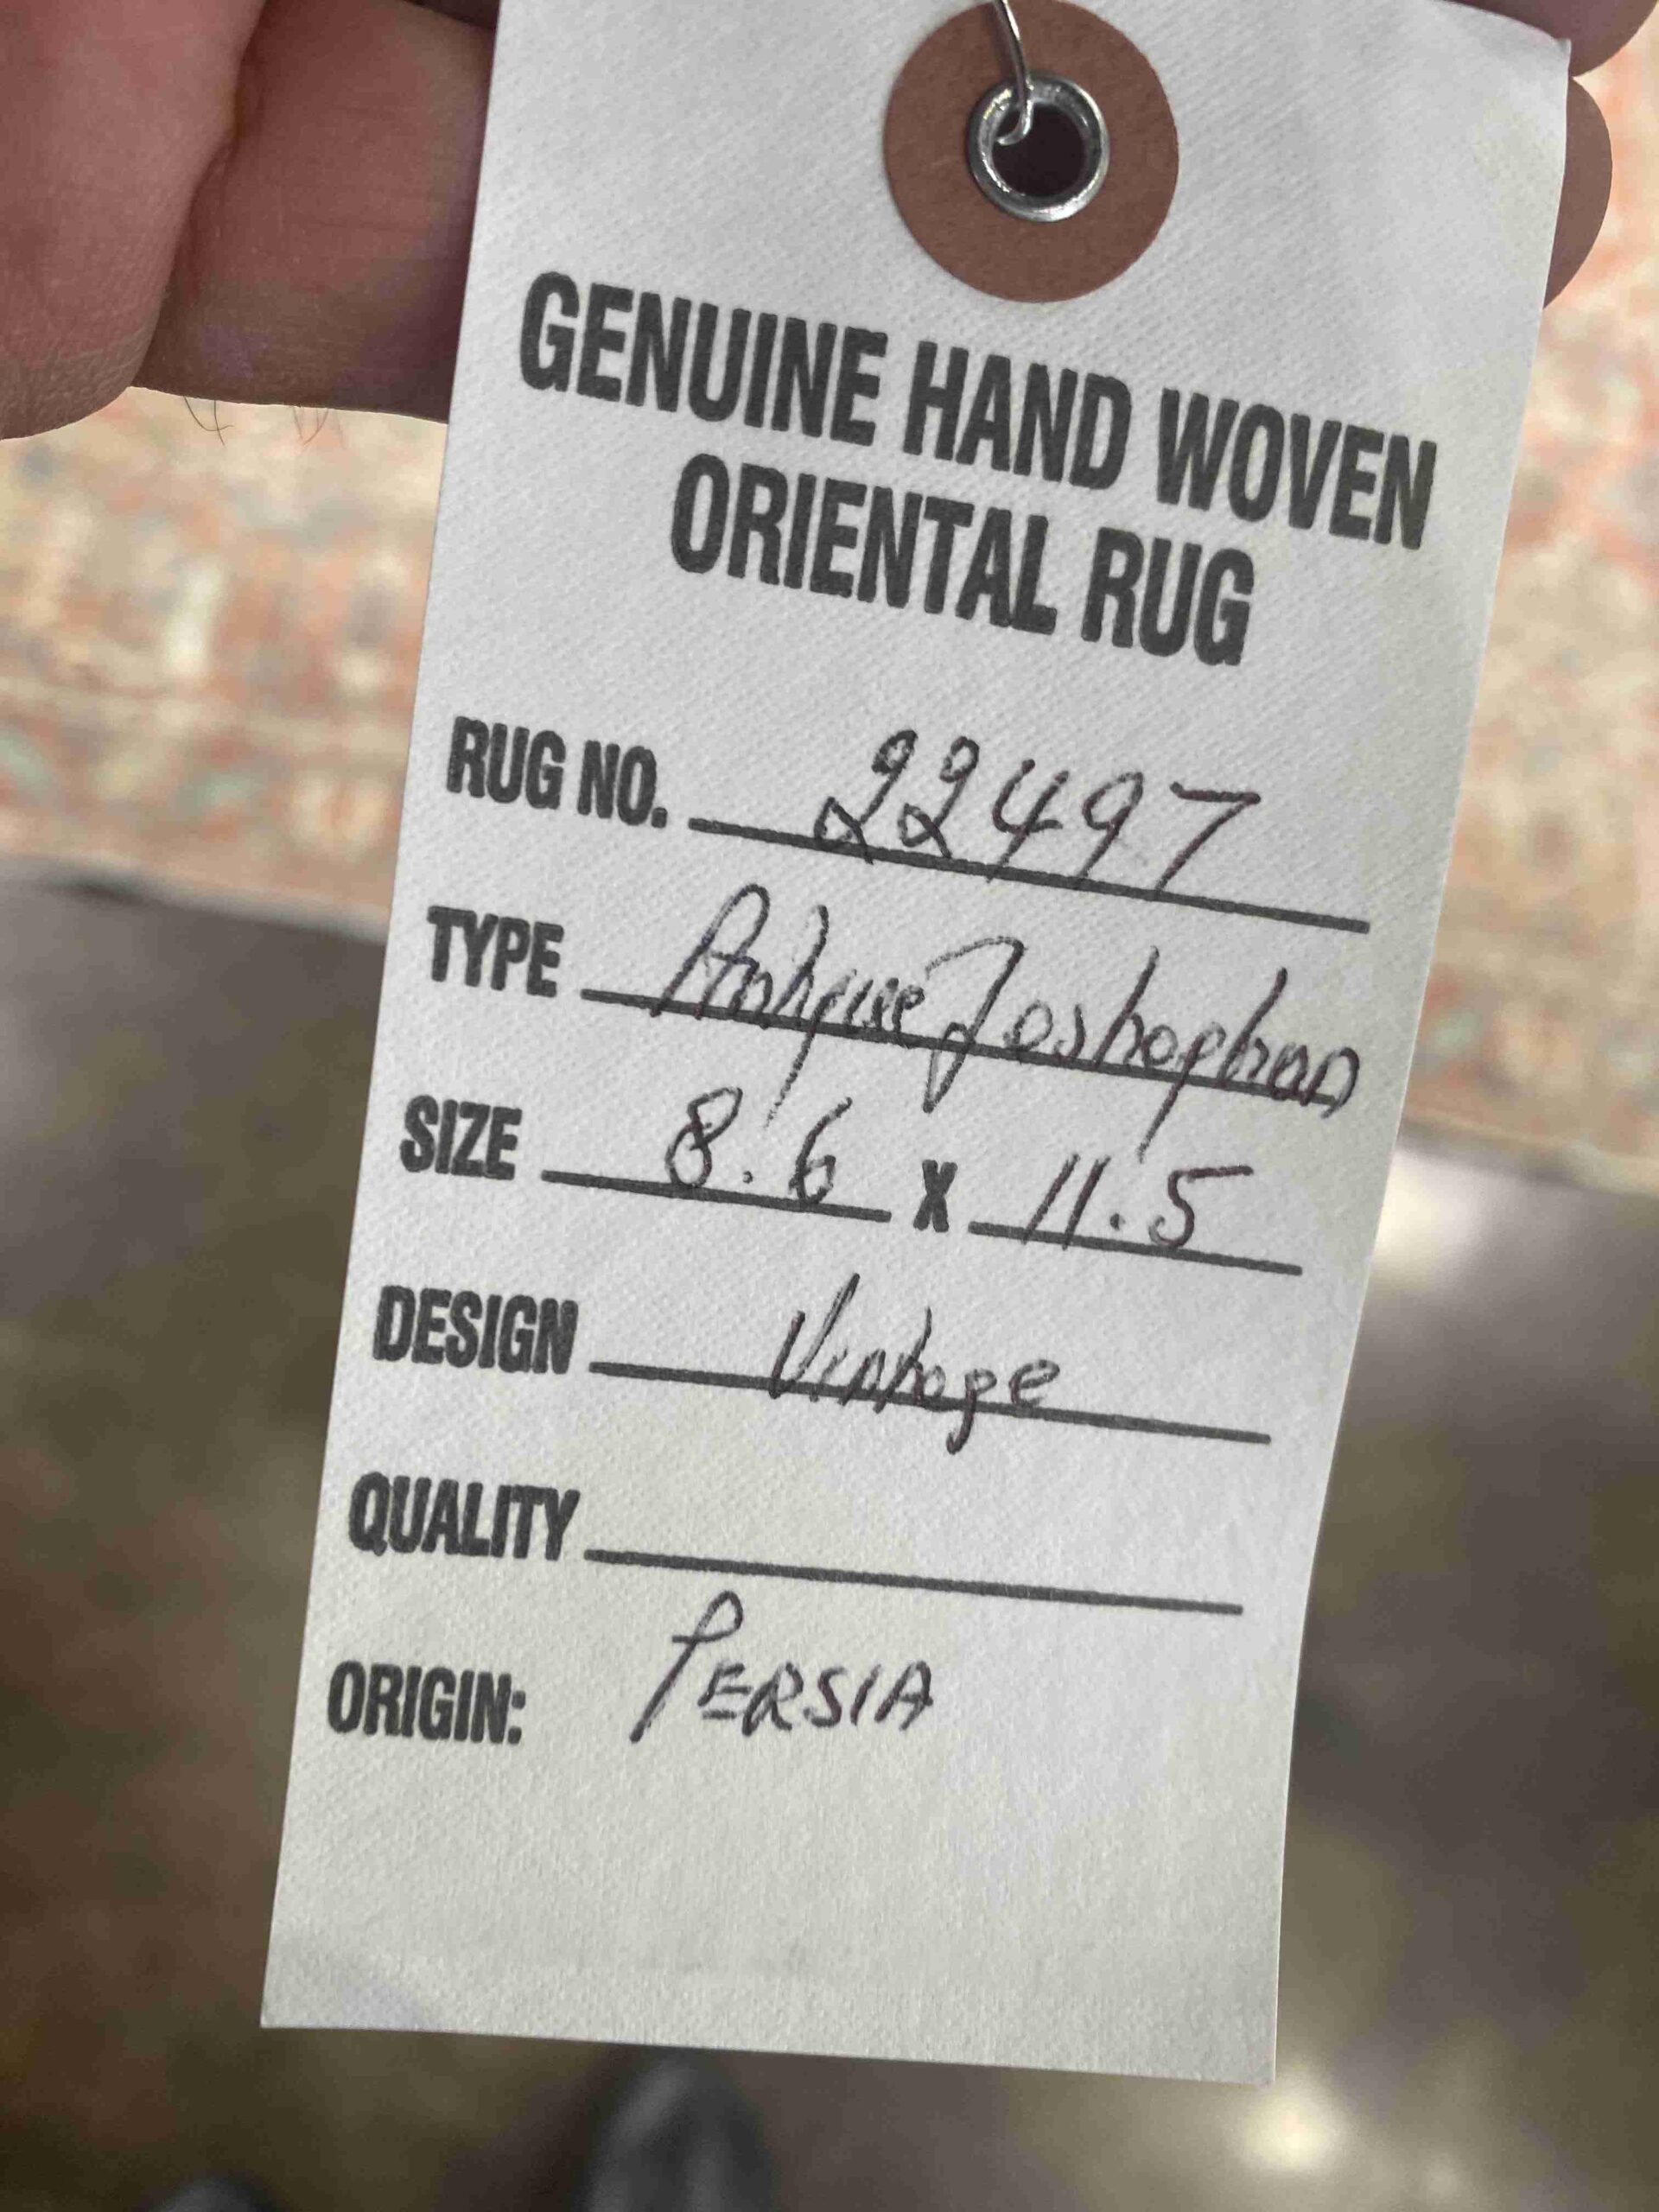 GENUINE HAND WOVEN
ORIENTAL RUG
RUG NO. 22497
TYPE Antique Joshaphan
SIZE 8.6 X 11.5
DESIGN Vintage
QUALITY
ORIGIN: PERSIA